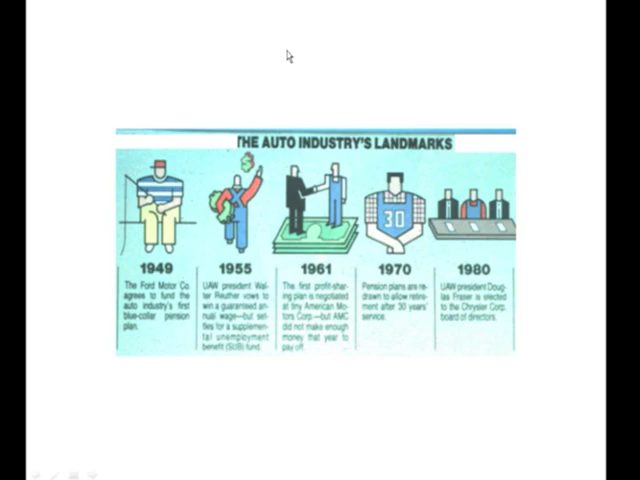 THE AUTO INDUSTRY'S LANDMARKS
$
30
1949
The Ford Motor Co.
agrees to fund the
auto industry's first
blue-collar pension
plan.
1955
UAW president Wal-
ter Reuther vows to
win a guaranteed an-
nual wage—but set-
tles for a supplemen-
tal unemployment
benefit (SUB) fund.
1961
The first profit-shar-
ing plan is negotiated
at tiny American Mo-
tors Corp.—but AMC
did not make enough
money that year to
pay off.
1970
Pension plans are re-
drawn to allow retire-
ment after 30 years'
service.
1980
UAW president Doug-
las Fraser is elected
to the Chrysler Corp.
board of directors.